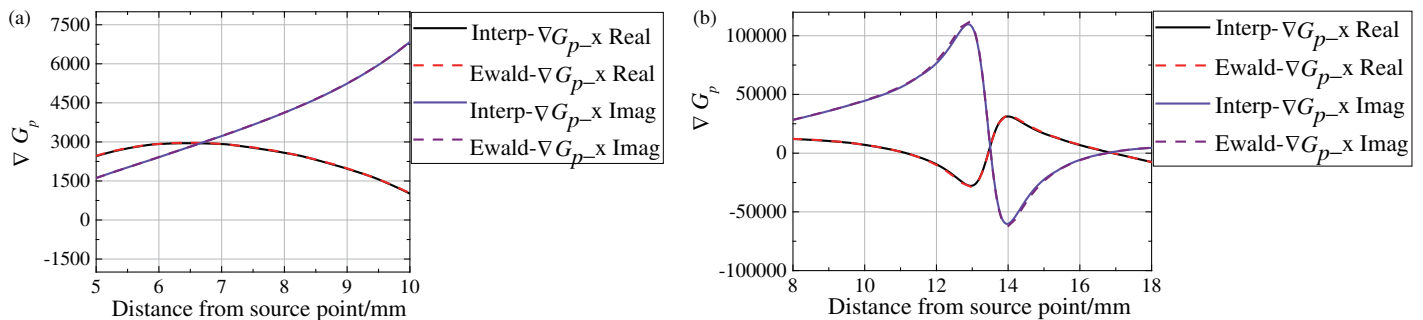 (a)
7500
6000
4500
3000
1500
0
-1500
∇ G_p
5
6
7
8
9
10
Distance from source point/mm
Interp-∇G_p_x Real
Ewald-∇G_p_x Real
Interp-∇G_p_x Imag
Ewald-∇G_p_x Imag
(b)
100000
50000
0
-50000
-100000
∇ G_p
8
10
12
14
16
18
Distance from source point/mm
Interp-∇G_p_x Real
Ewald-∇G_p_x Real
Interp-∇G_p_x Imag
Ewald-∇G_p_x Imag